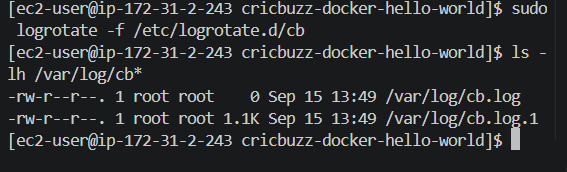 [ec2-user@ip-172-31-2-243 cricbuzz-docker-hello-world]$ sudo
 logrotate -f /etc/logrotate.d/cb
[ec2-user@ip-172-31-2-243 cricbuzz-docker-hello-world]$ ls -
lh /var/log/cb*
-rw-r--r--. 1 root root    0 Sep 15 13:49 /var/log/cb.log
-rw-r--r--. 1 root root 1.1K Sep 15 13:49 /var/log/cb.log.1
[ec2-user@ip-172-31-2-243 cricbuzz-docker-hello-world]$